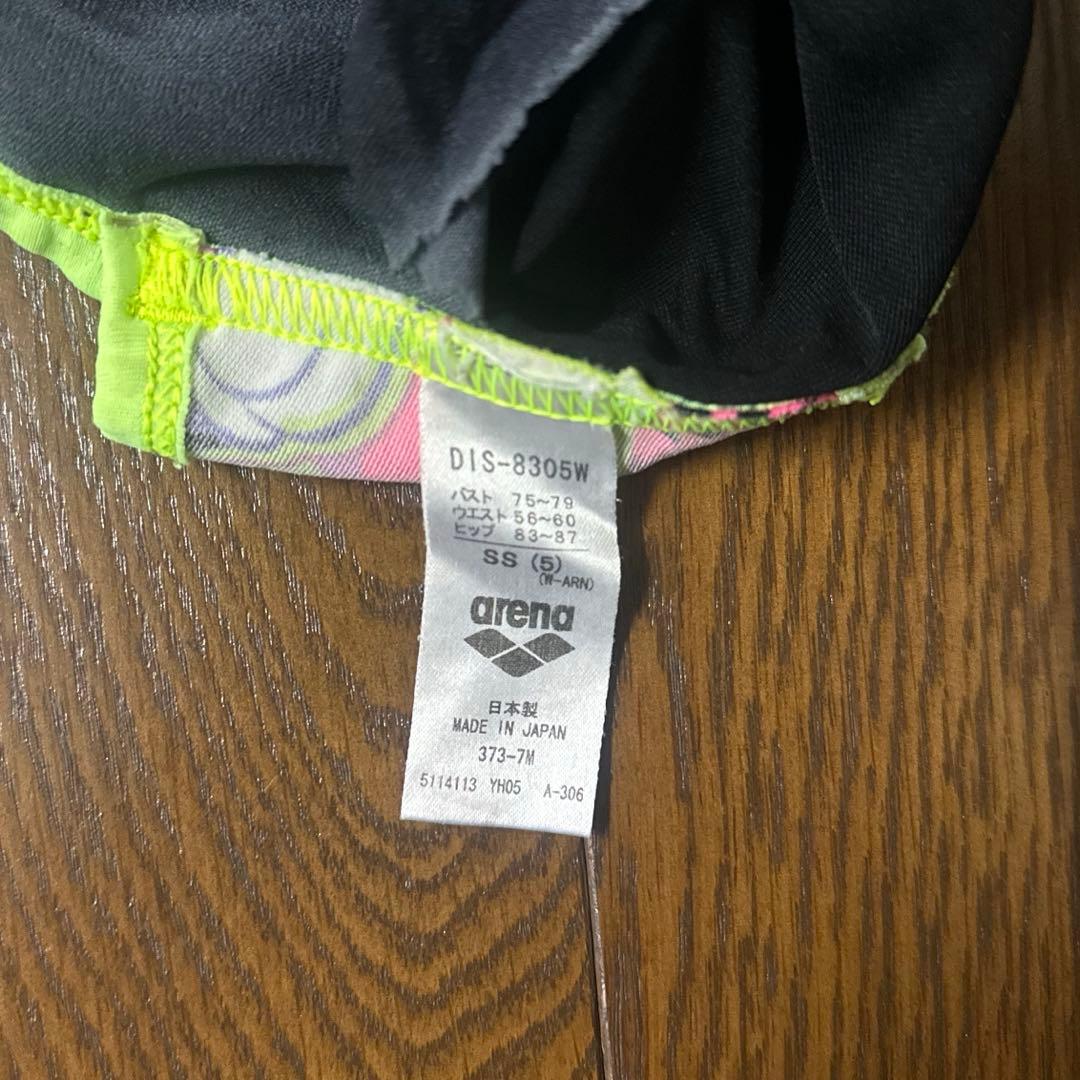 DIS-8305W
バスト 75~79
ウエスト 56~60
ヒップ 83~87
SS (5)
(W-ARN)
arena
日本製
MADE IN JAPAN
373-7M
5114113 YH05 A-306